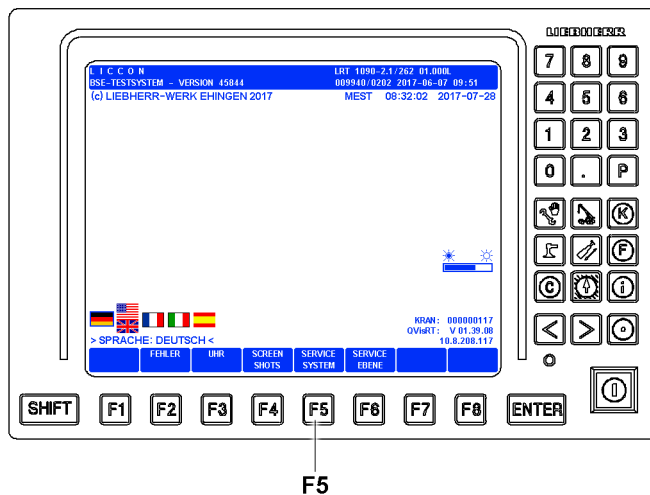 LIEBHERR
LICCON LRT 1090-2.1/262 01.000L
BSE-TESTSYSTEM - VERSION 45844 009940/0202 2017-06-07 09:51
(c) LIEBHERR-WERK EHINGEN 2017 MEST 08:32:02 2017-07-28
7 8 9
4 5 6
1 2 3
0 . P
K
F
C i
KRAN: 000000117
QVisRT: V 01.39.08
> SPRACHE: DEUTSCH < 10.8.208.117
FEHLER UHR SCREEN SHOTS SERVICE SYSTEM SERVICE EBENE
< >
SHIFT F1 F2 F3 F4 F5 F6 F7 F8 ENTER
F5